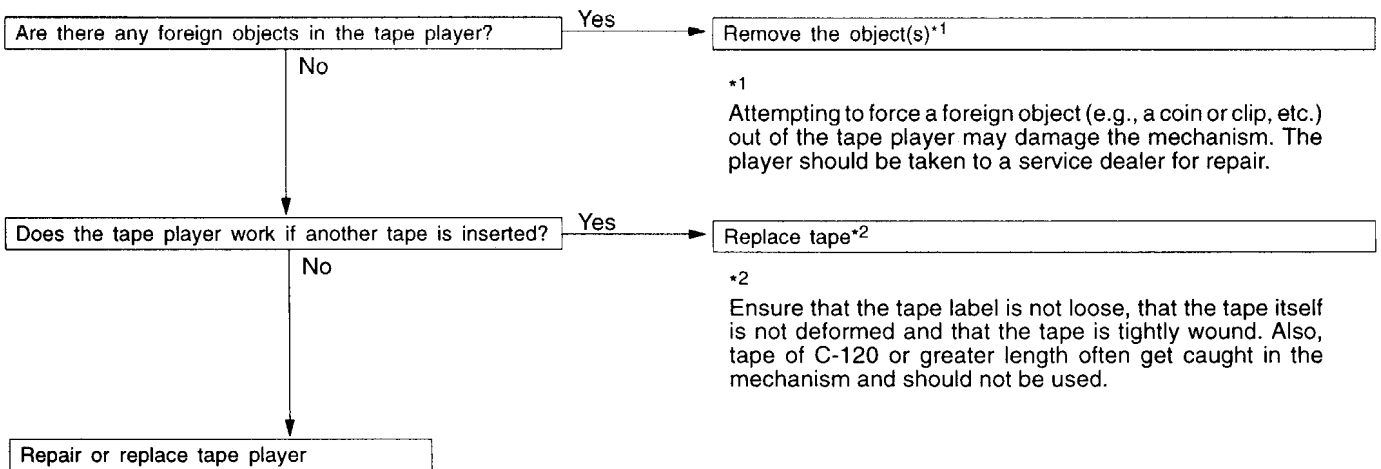 Are there any foreign objects in the tape player?
Yes
Remove the object(s)*1
No
*1
Attempting to force a foreign object (e.g., a coin or clip, etc.)
out of the tape player may damage the mechanism. The
player should be taken to a service dealer for repair.
Does the tape player work if another tape is inserted?
Yes
Replace tape*2
No
*2
Ensure that the tape label is not loose, that the tape itself
is not deformed and that the tape is tightly wound. Also,
tape of C-120 or greater length often get caught in the
mechanism and should not be used.
Repair or replace tape player